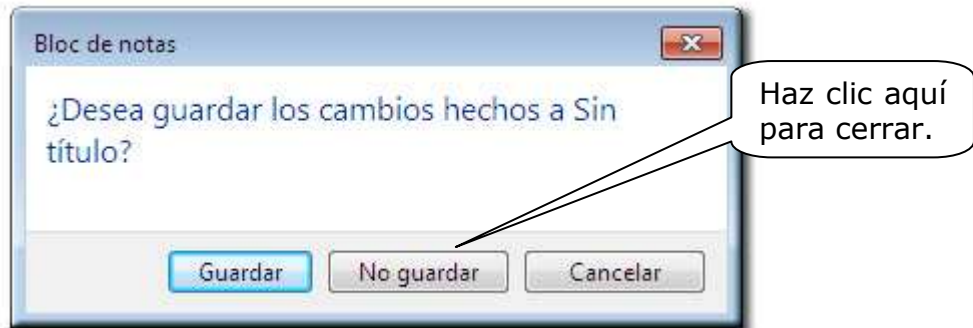 Bloc de notas
¿Desea guardar los cambios hechos a Sin
título?
Haz clic aquí
para cerrar.
Guardar
No guardar
Cancelar